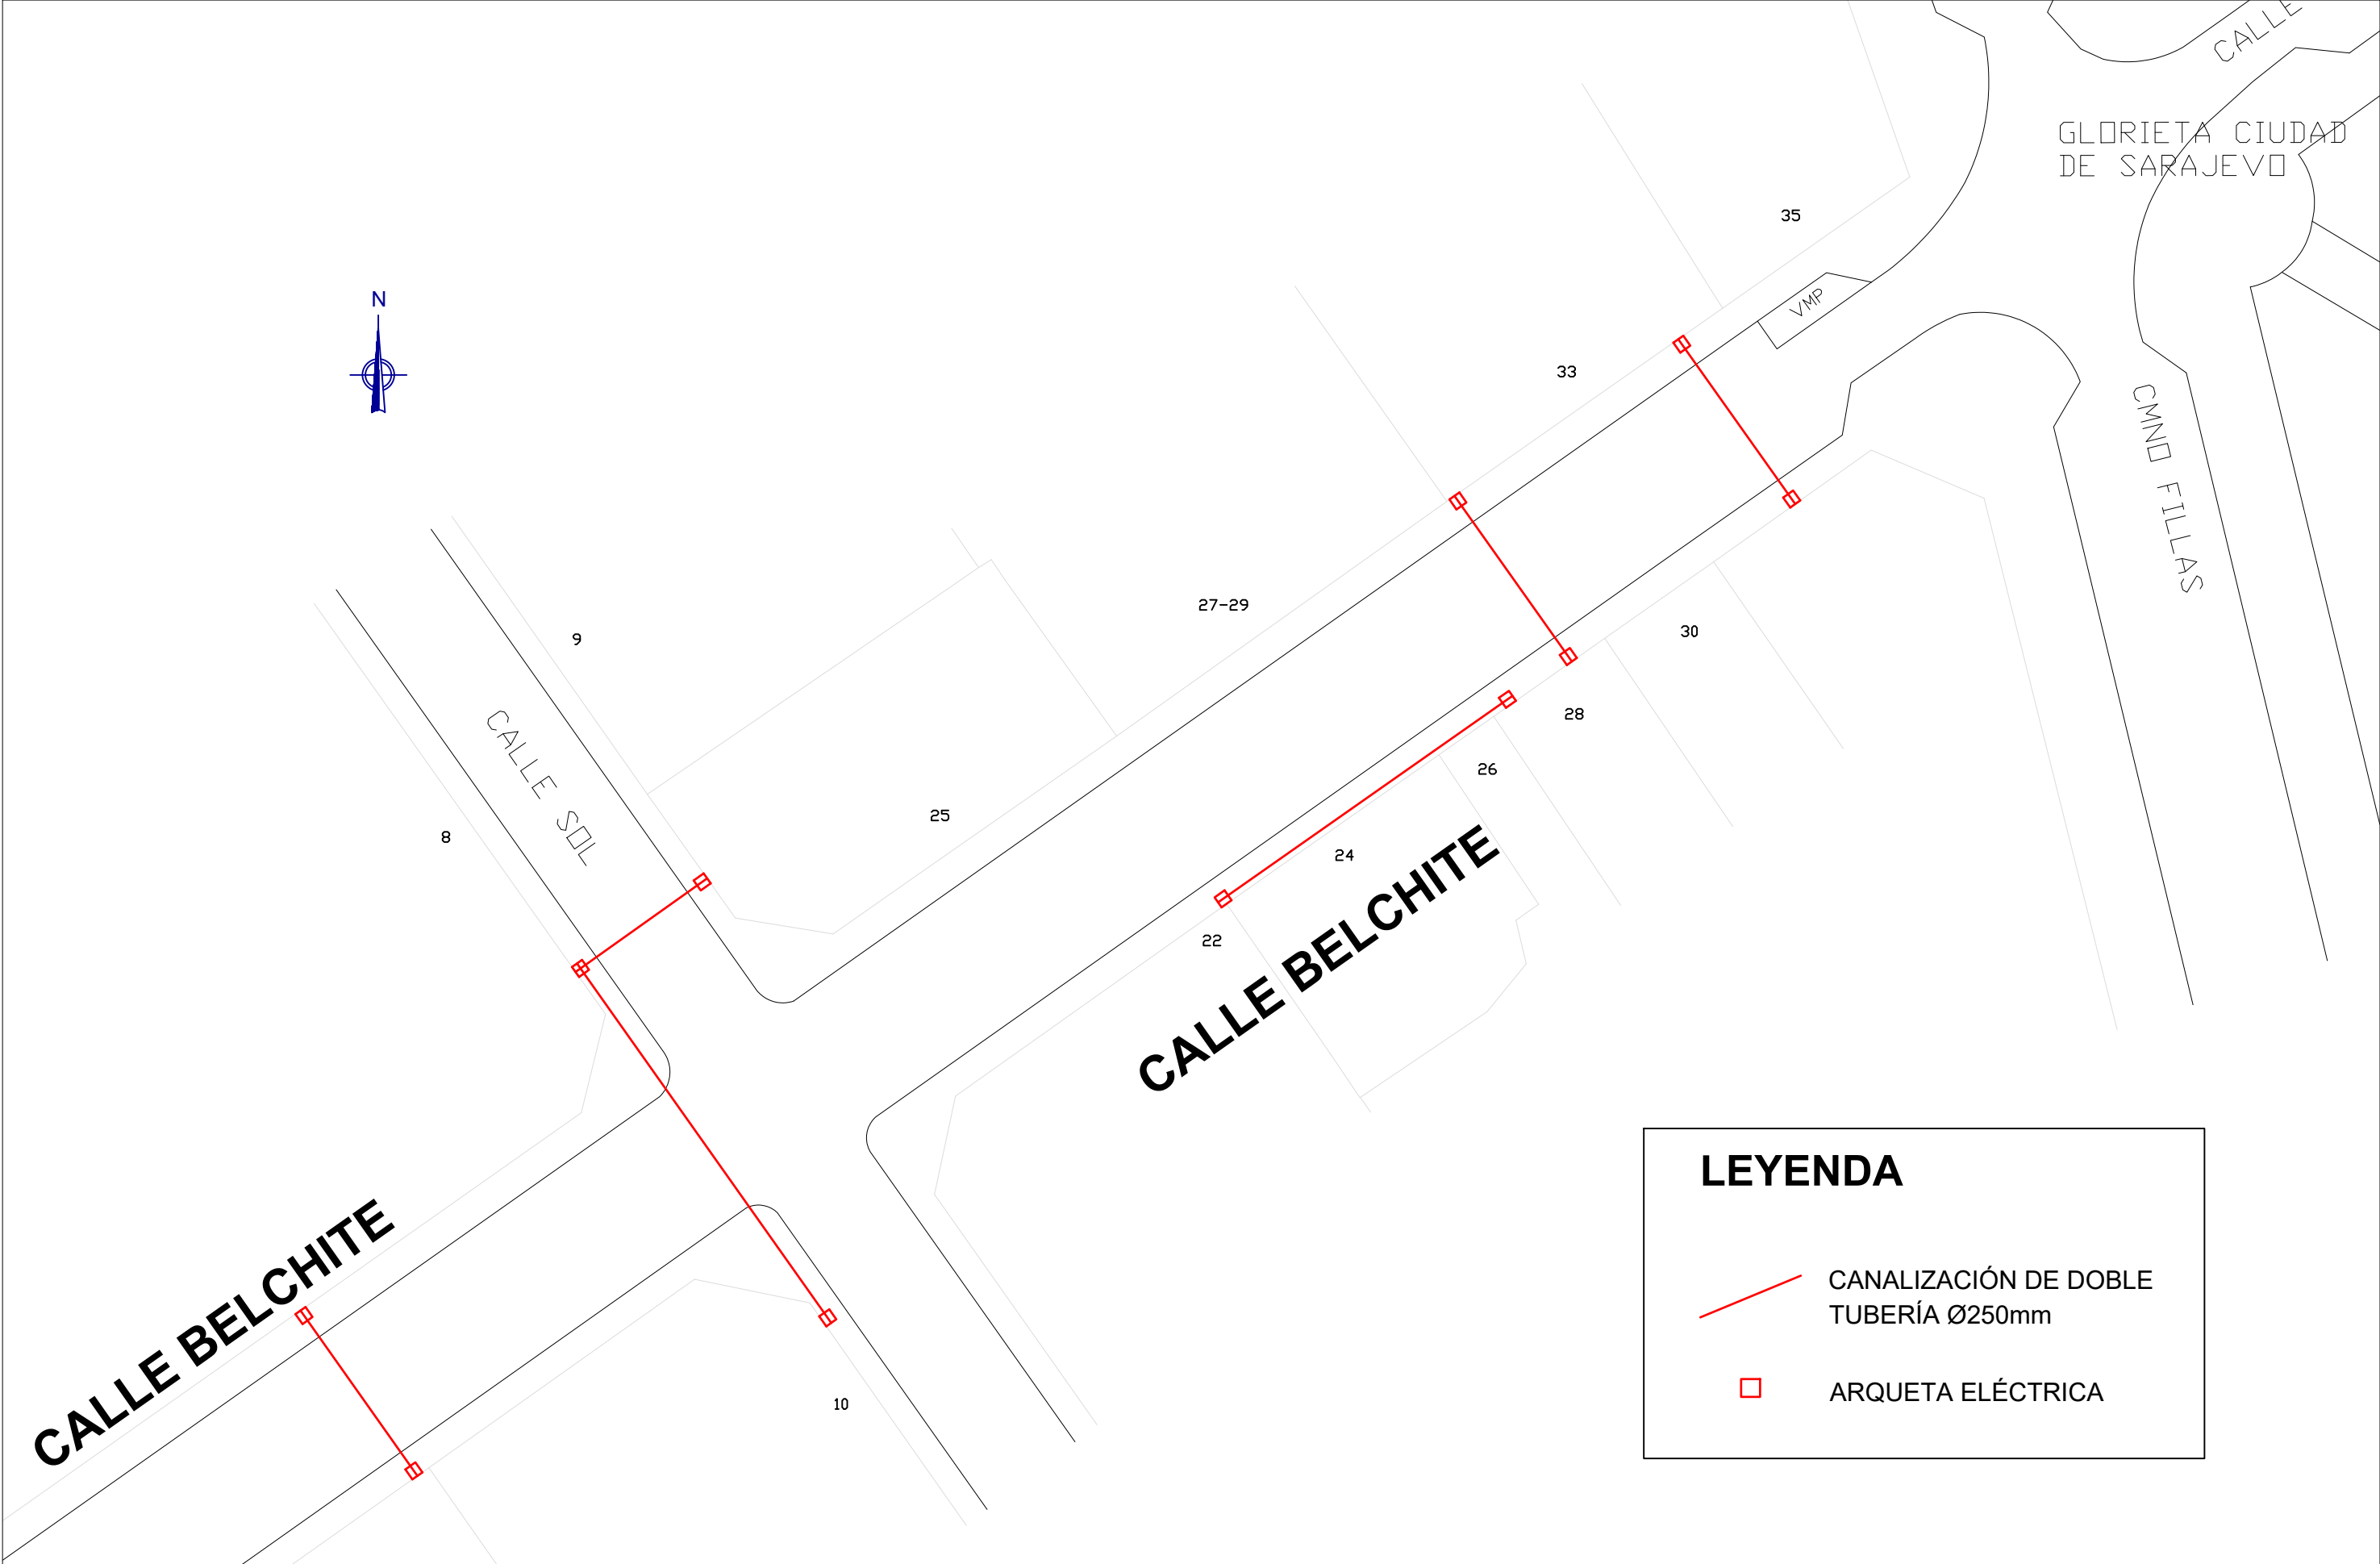 CALLE
GLORIETA CIUDAD
DE SARAJEVO
35
N
VMP
33
CMNO FILLAS
27-29
9
30
28
CALLE SOL
26
25
8
24
22
CALLE BELCHITE
LEYENDA
CALLE BELCHITE
CANALIZACIÓN DE DOBLE
TUBERÍA Ø250mm
ARQUETA ELÉCTRICA
10